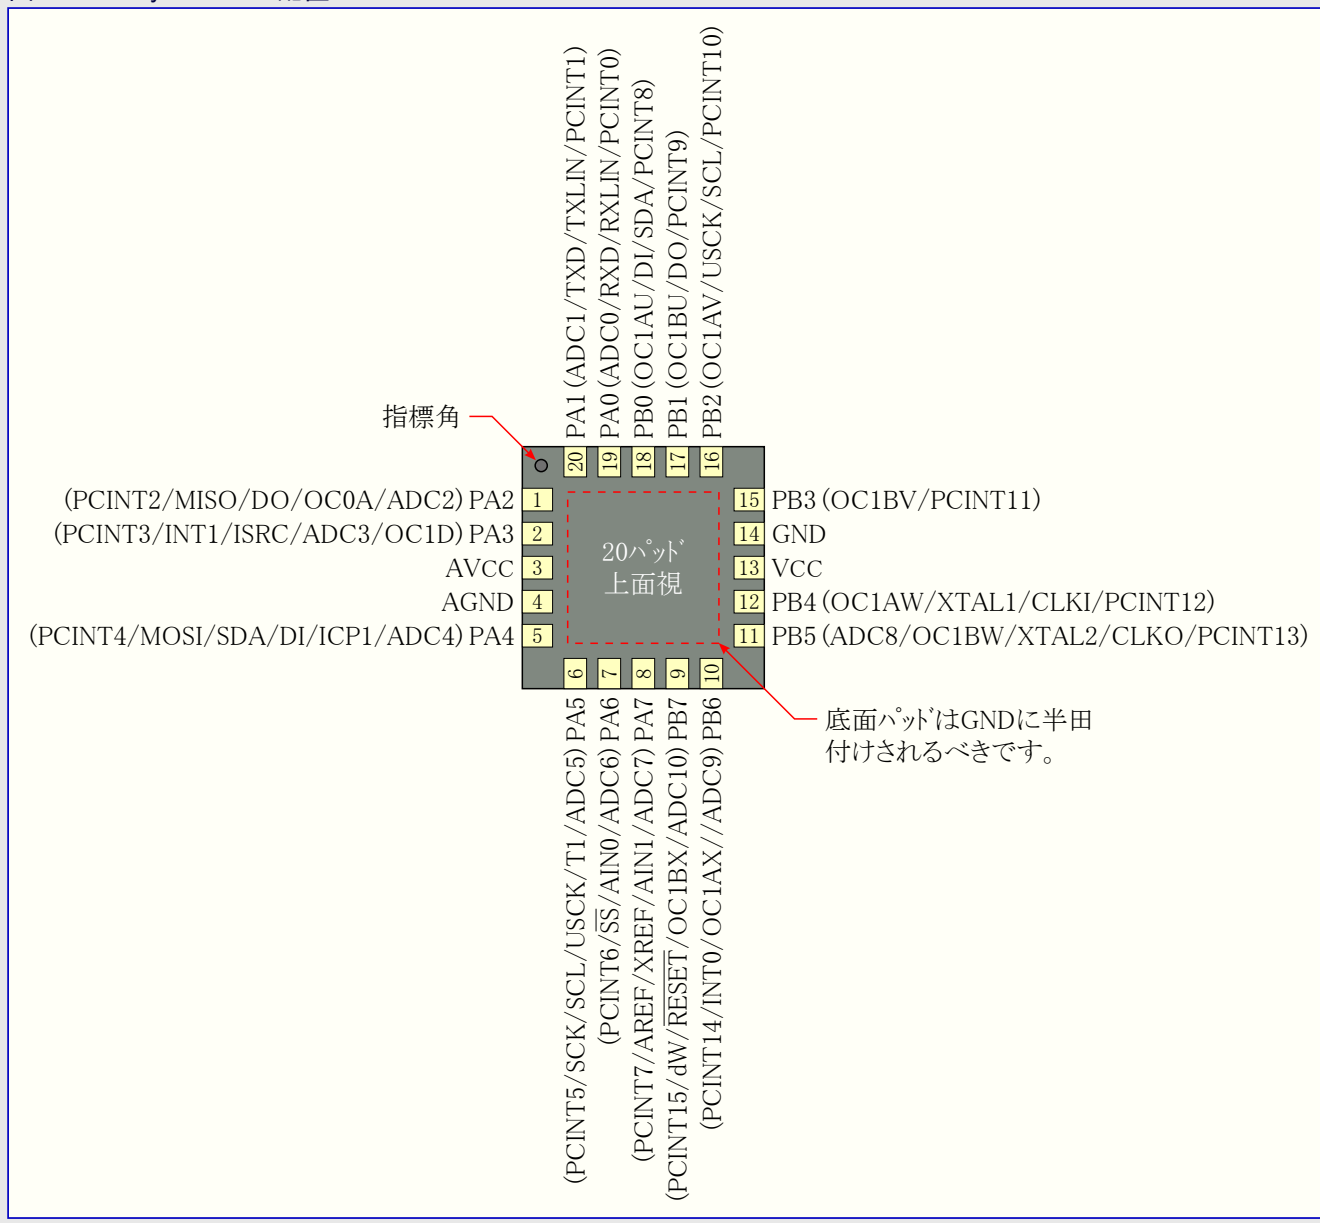 PA1 (ADC1/TXD/TXLIN/PCINT1)
PA0 (ADC0/RXD/RXLIN/PCINT0)
PB0 (OC1AU/DI/SDA/PCINT8)
PB1 (OC1BU/DO/PCINT9)
PB2 (OC1AV/USCK/SCL/PCINT10)
指標角
20 19 18 17 16
(PCINT2/MISO/DO/OC0A/ADC2) PA2 1
(PCINT3/INT1/ISRC/ADC3/OC1D) PA3 2
AVCC 3
AGND 4
(PCINT4/MOSI/SDA/DI/ICP1/ADC4) PA4 5
20パッド
上面視
15 PB3 (OC1BV/PCINT11)
14 GND
13 VCC
12 PB4 (OC1AW/XTAL1/CLKI/PCINT12)
11 PB5 (ADC8/OC1BW/XTAL2/CLKO/PCINT13)
6 7 8 9 10
(PCINT5/SCK/SCL/USCK/T1/ADC5) PA5
(PCINT6/SS/AIN0/ADC6) PA6
(PCINT7/AREF/XREF/AIN1/ADC7) PA7
(PCINT15/dW/RESET/OC1BX/ADC10) PB7
(PCINT14/INT0/OC1AX//ADC9) PB6
底面パッドはGNDに半田
付けされるべきです。